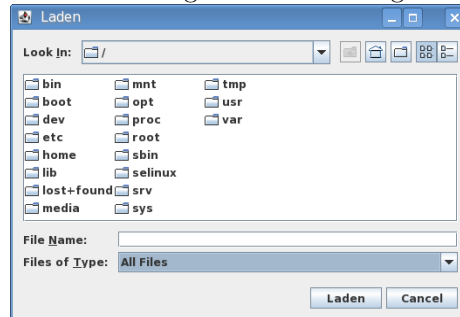 Laden
Look In: /
bin mnt tmp
boot opt usr
dev proc var
etc root
home sbin
lib selinux
lost+found srv
media sys
File Name:
Files of Type: All Files
Laden Cancel